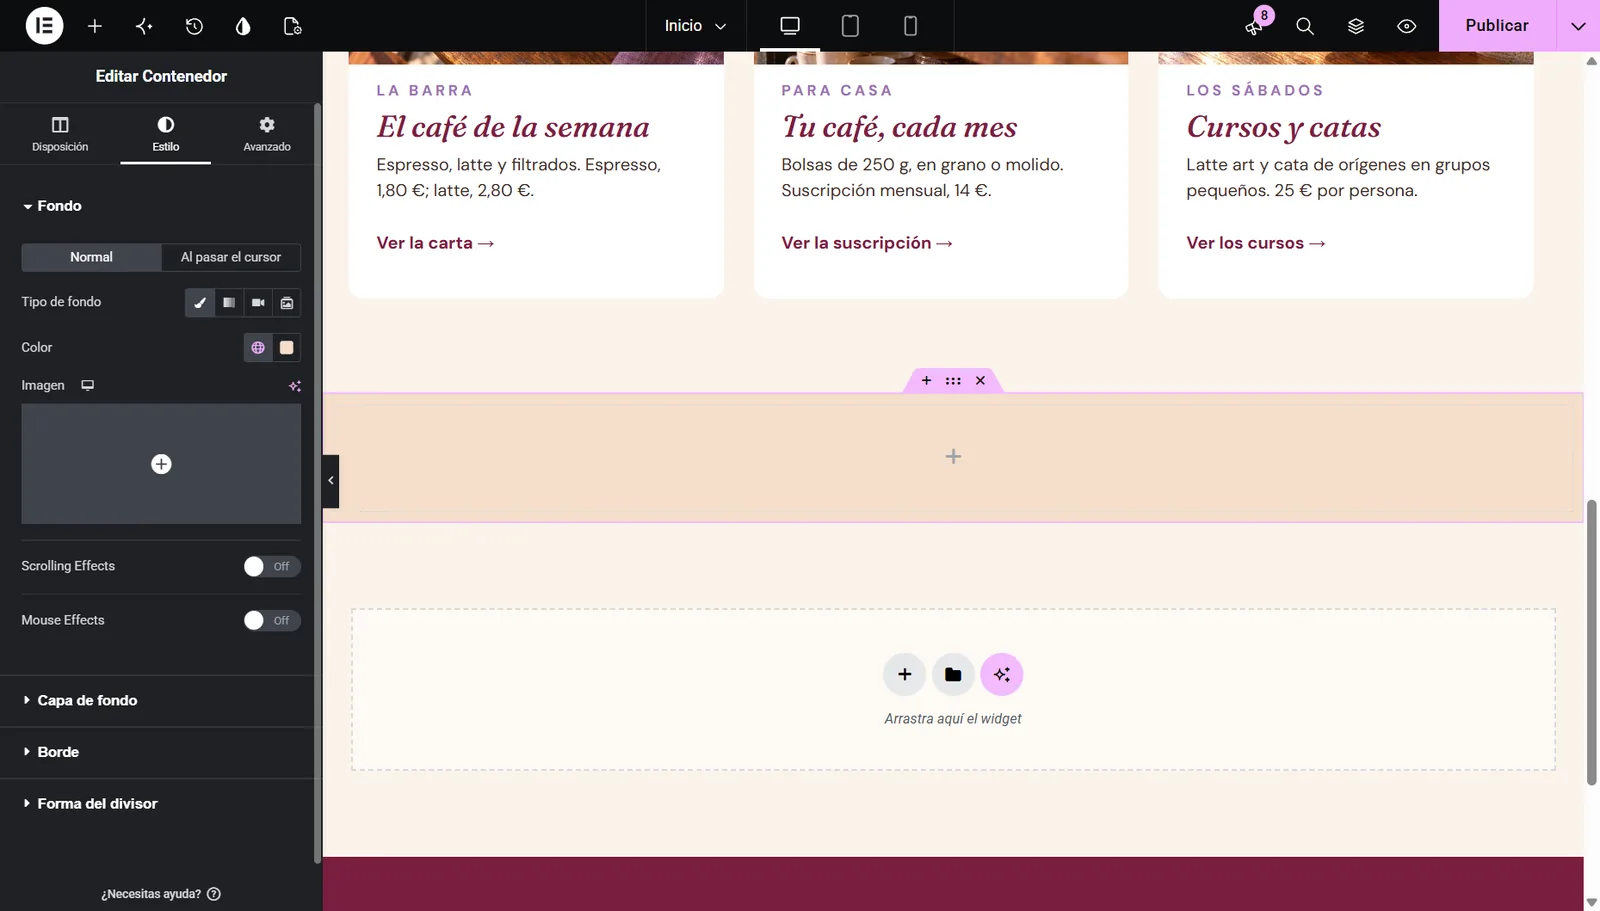 Inicio
8
Publicar
Editar Contenedor
Disposición
Estilo
Avanzado
Fondo
Normal
Al pasar el cursor
Tipo de fondo
Color
Imagen
Scrolling Effects
Off
Mouse Effects
Off
Capa de fondo
Borde
Forma del divisor
¿Necesitas ayuda?
LA BARRA
El café de la semana
Espresso, latte y filtrados. Espresso,
1,80 €; latte, 2,80 €.
Ver la carta →
PARA CASA
Tu café, cada mes
Bolsas de 250 g, en grano o molido.
Suscripción mensual, 14 €.
Ver la suscripción →
LOS SÁBADOS
Cursos y catas
Latte art y cata de orígenes en grupos
pequeños. 25 € por persona.
Ver los cursos →
Arrastra aquí el widget